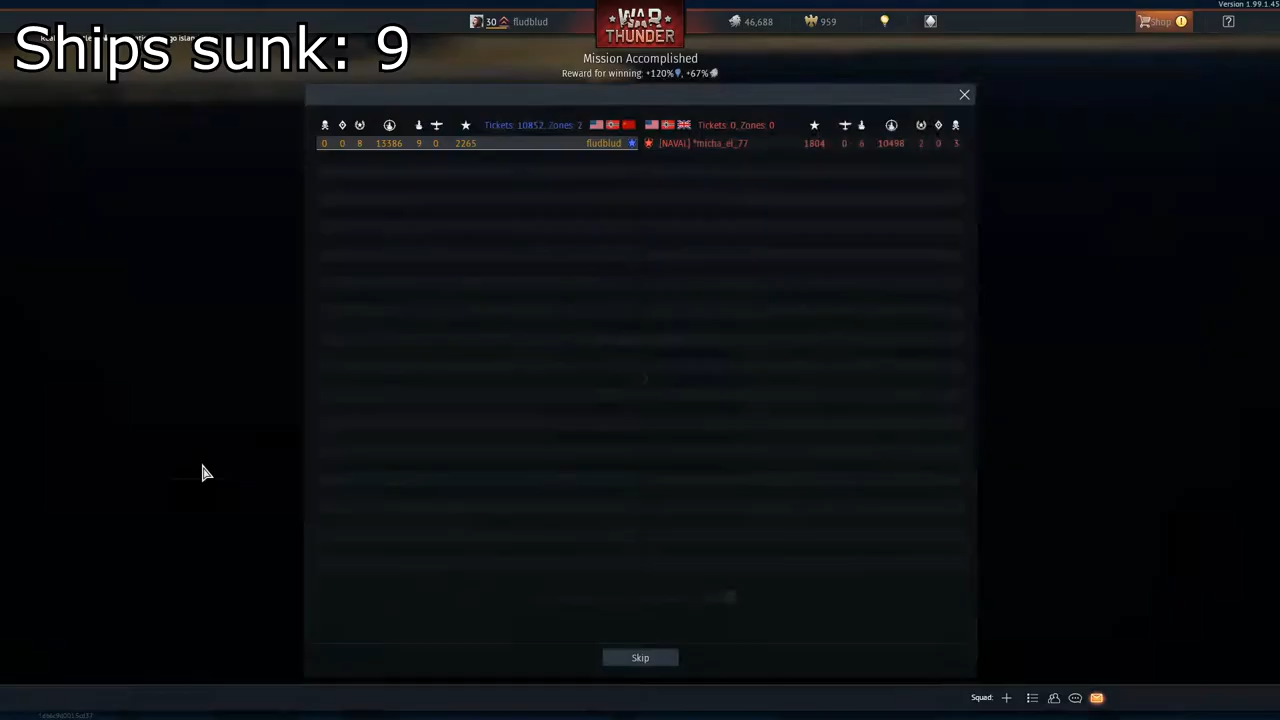 Version 1.99.1.45
30 fludblud
WAR THUNDER
46,688
959
Shop
Ships sunk: 9
Mission Accomplished
Reward for winning: +120%, +67%
Tickets: 10852, Zones: 2
Tickets: 0, Zones: 0
0 0 8 13386 9 0 2265 fludblud
[NAVAL] *micha_el_77 1804 0 6 10498 2 0 3
Skip
Squad: